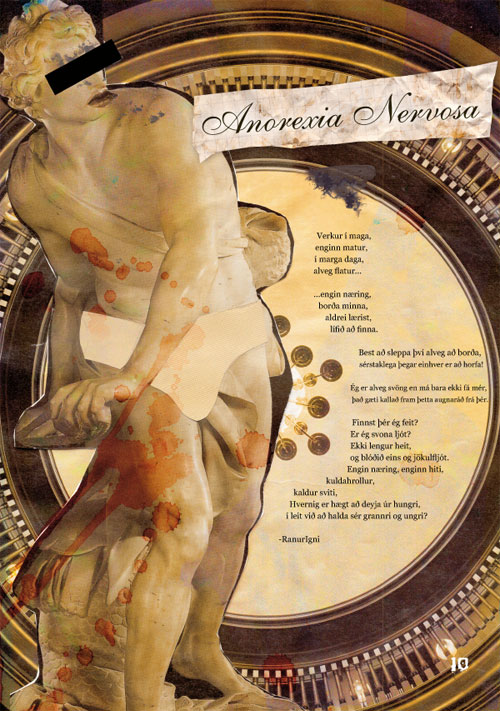 Anorexia Nervosa
Verkur í maga,
enginn matur,
í marga daga,
alveg flatur...
...engin næring,
borða minna,
aldrei lærist,
lífið að finna.
Best að sleppa því alveg að borða,
sérstaklega þegar einhver er að horfa!
Ég er alveg svöng en má bara ekki fá mér,
það gæti kallað fram þetta augnaráð frá þér.
Finnst þér ég feit?
Er ég svona ljót?
Ekki lengur heit,
og blóðið eins og jökulfljót.
Engin næring, enginn hiti,
kuldahrollur,
kaldur sviti,
Hvernig er hægt að deyja úr hungri,
í leit við að halda sér grannri og ungri?
-RanurIgni
10